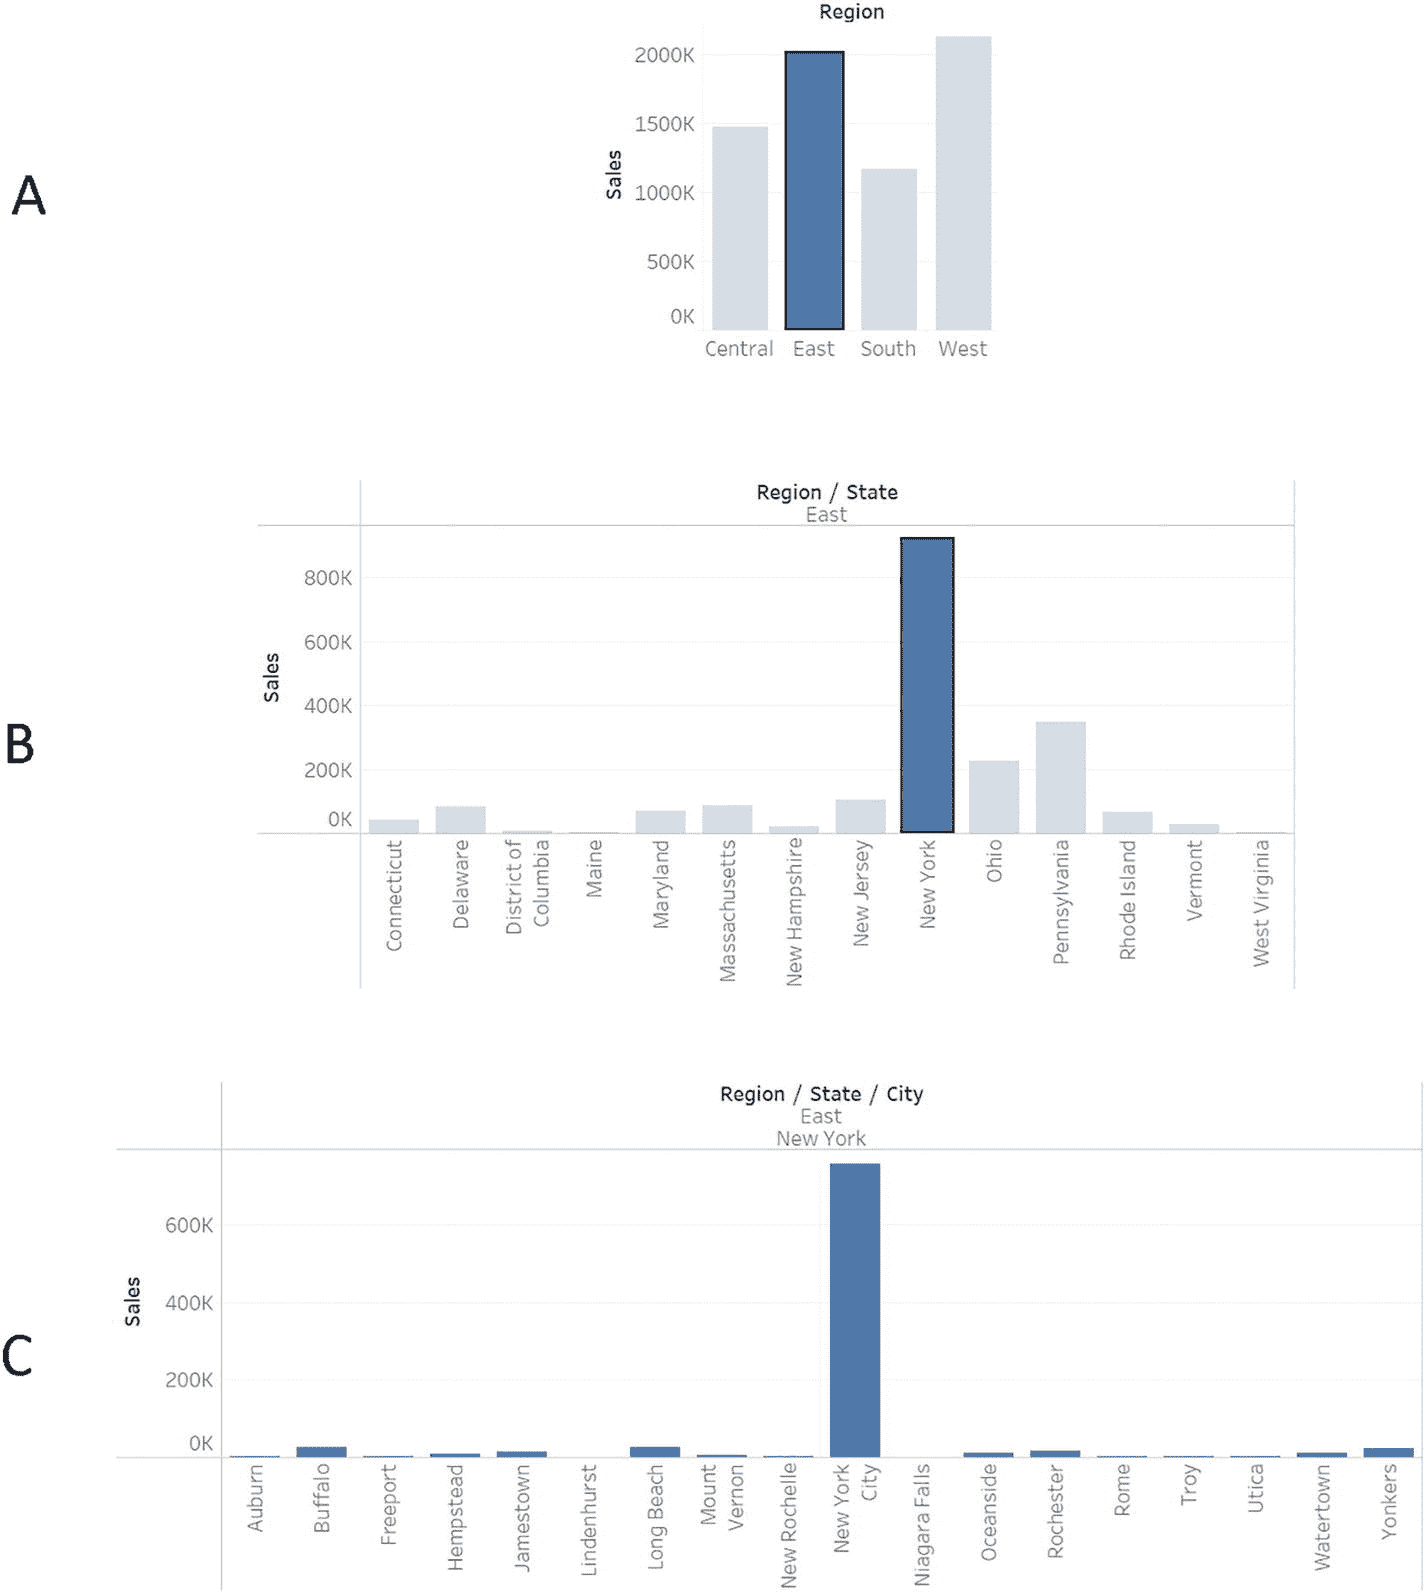 Region
2000K
1500K
1000K
500K
0K
Sales
Central East South West
A
Region / State
East
800K
600K
400K
200K
0K
Sales
Connecticut
Delaware
District of
Columbia
Maine
Maryland
Massachusetts
New Hampshire
New Jersey
New York
Ohio
Pennsylvania
Rhode Island
Vermont
West Virginia
B
Region / State / City
East
New York
600K
400K
200K
0K
Sales
Auburn
Buffalo
Freeport
Hempstead
Jamestown
Lindenhurst
Long Beach
Mount
Vernon
New Rochelle
New York
City
Niagara Falls
Oceanside
Rochester
Rome
Troy
Utica
Watertown
Yonkers
C